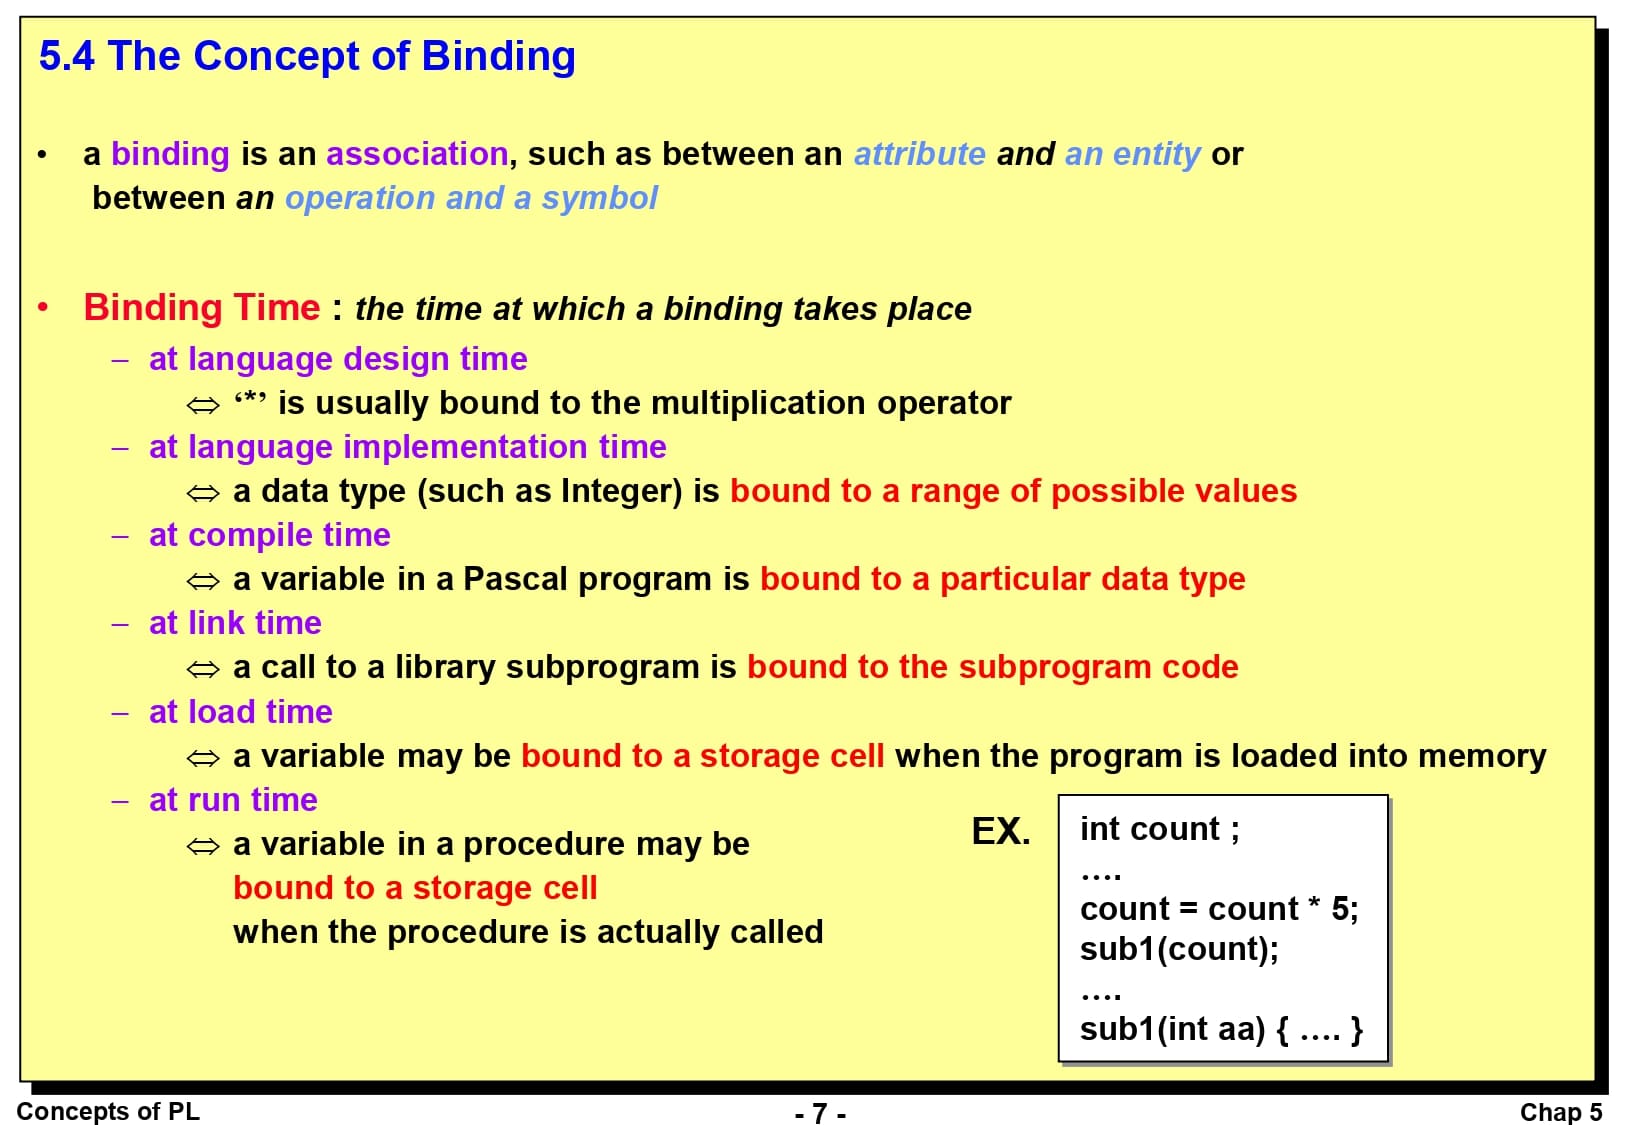 5.4 The Concept of Binding
• a binding is an association, such as between an attribute and an entity or
between an operation and a symbol
• Binding Time : the time at which a binding takes place
– at language design time
⇔ ‘*’ is usually bound to the multiplication operator
– at language implementation time
⇔ a data type (such as Integer) is bound to a range of possible values
– at compile time
⇔ a variable in a Pascal program is bound to a particular data type
– at link time
⇔ a call to a library subprogram is bound to the subprogram code
– at load time
⇔ a variable may be bound to a storage cell when the program is loaded into memory
– at run time
⇔ a variable in a procedure may be
bound to a storage cell
when the procedure is actually called
EX.
int count ;
….
count = count * 5;
sub1(count);
….
sub1(int aa) { …. }
Concepts of PL
- 7 -
Chap 5